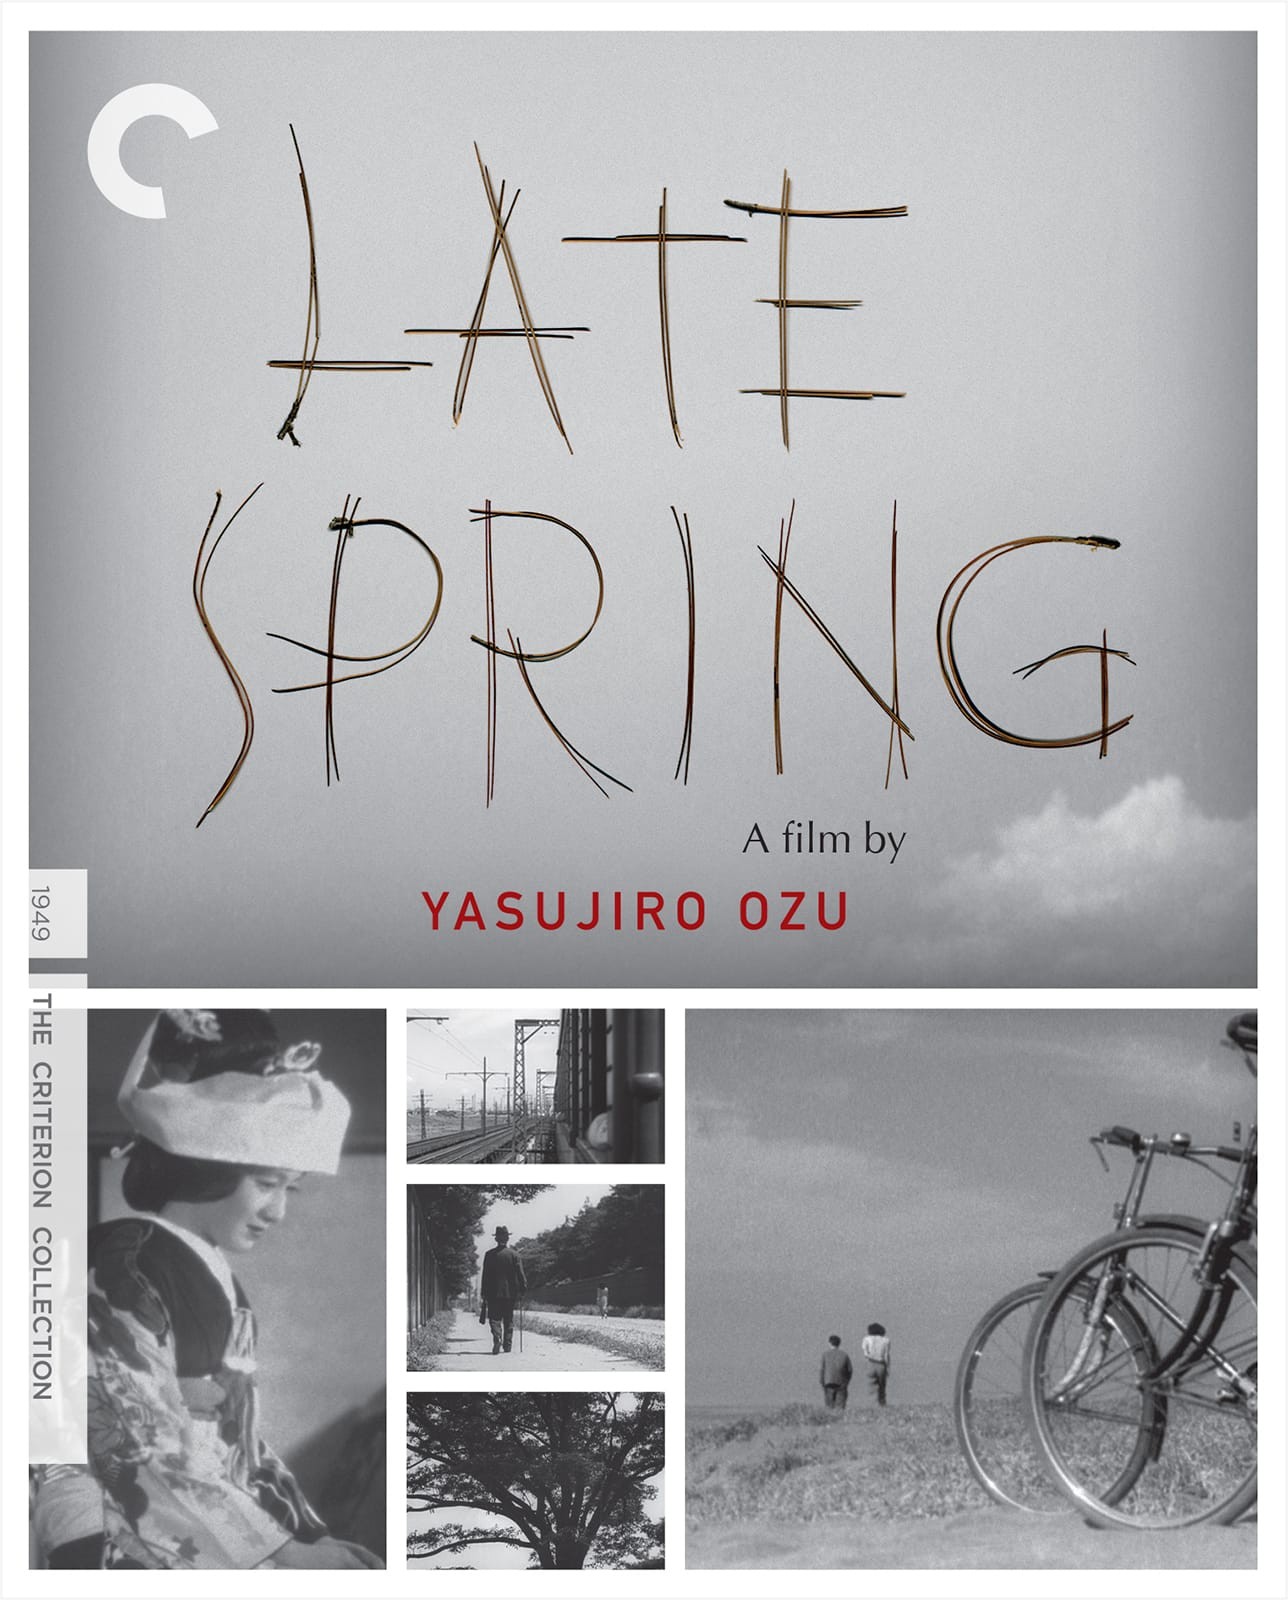 LATE
SPRING
A film by
YASUJIRO OZU
1949
THE CRITERION COLLECTION